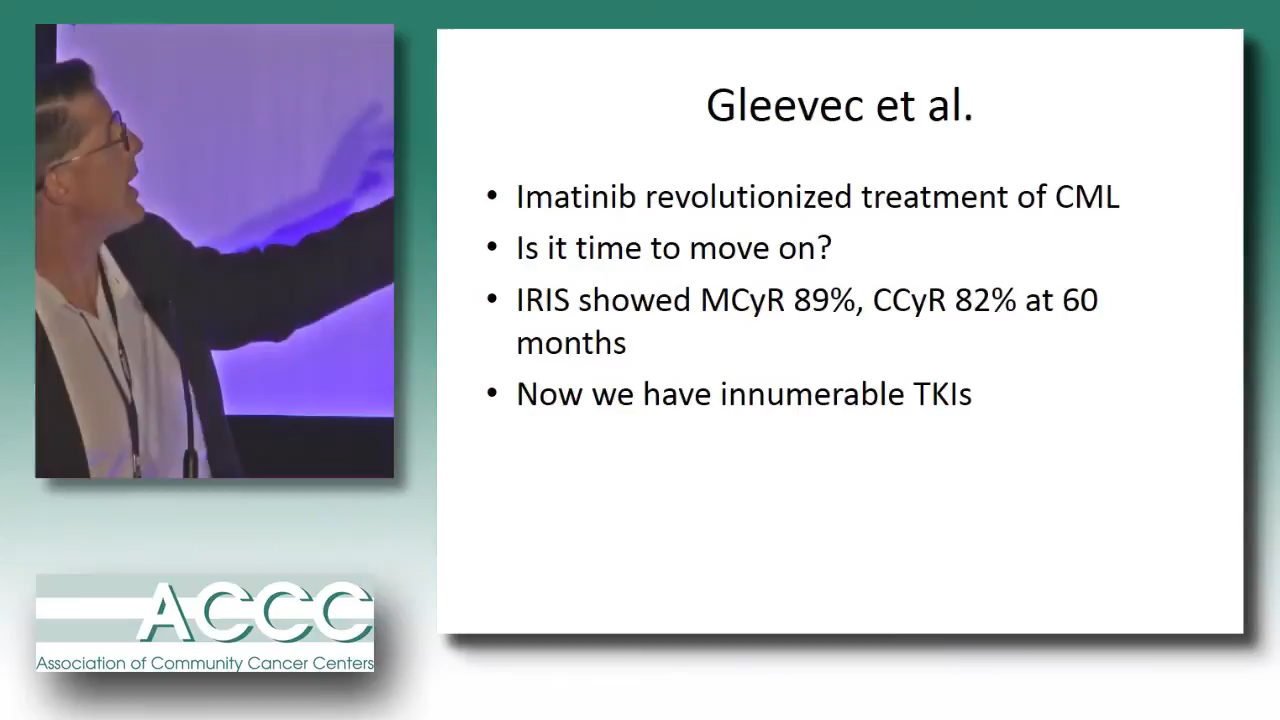 Gleevec et al.
• Imatinib revolutionized treatment of CML
• Is it time to move on?
• IRIS showed MCyR 89%, CCyR 82% at 60
months
• Now we have innumerable TKIs
ACCC
Association of Community Cancer Centers